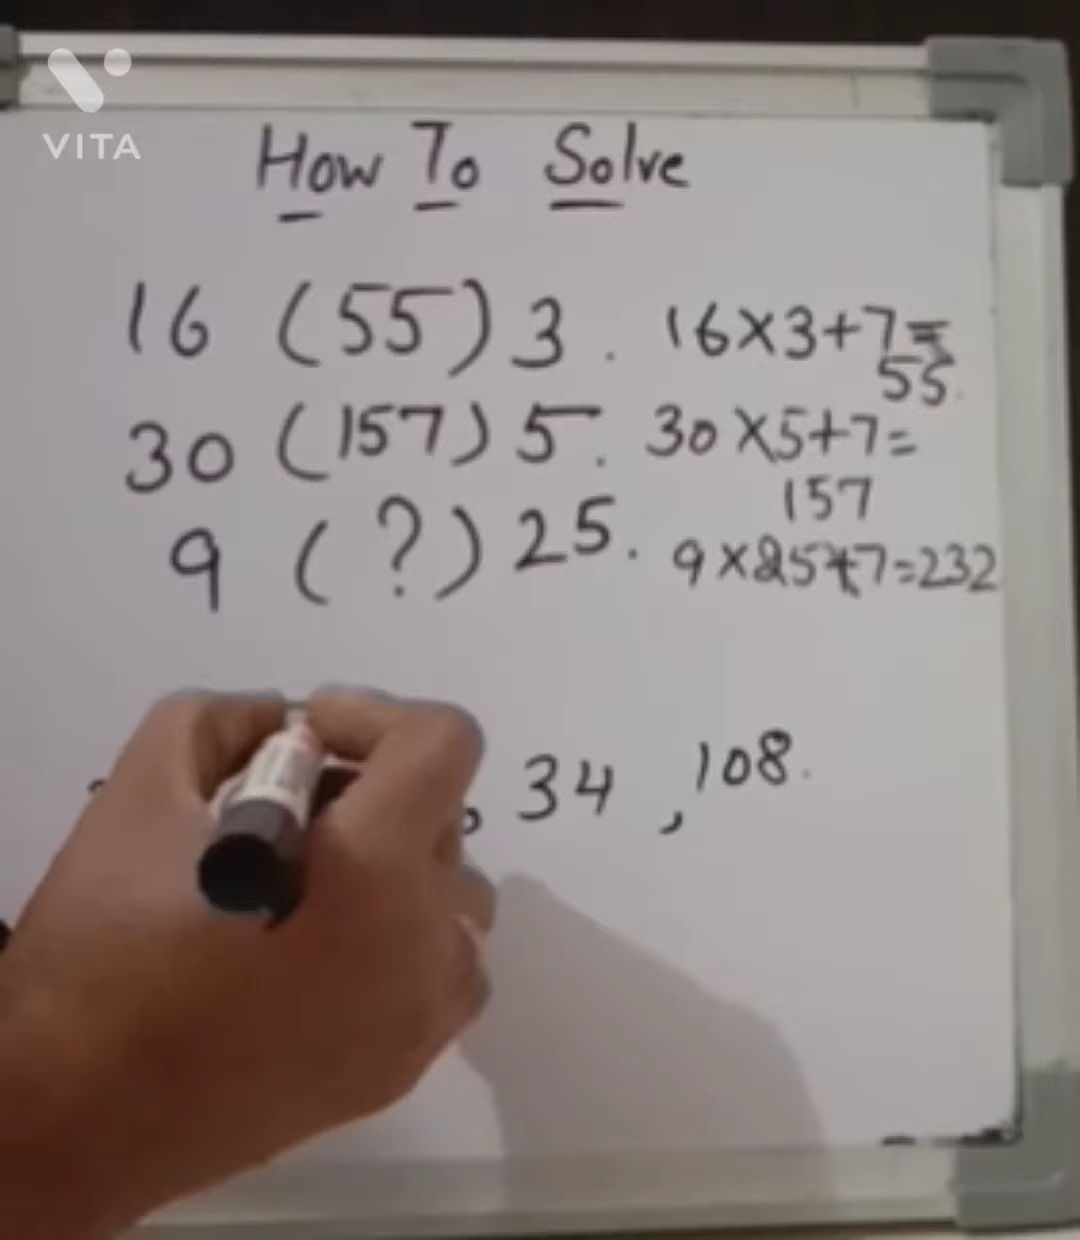 VITA
How To Solve
16 (55) 3 . 16×3+7=
55.
30 (157) 5 . 30×5+7=
157
9 (?) 25 . 9×25+7=232
, 34 , 108.